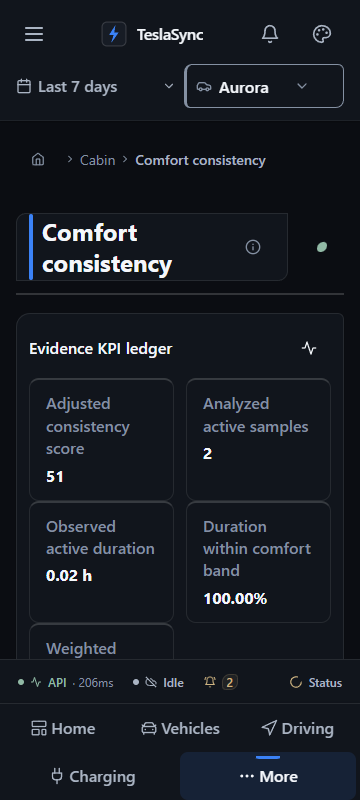 TeslaSync
Last 7 days
Aurora
Cabin
Comfort consistency
Comfort
consistency
Evidence KPI ledger
Adjusted
consistency
score
51
Analyzed
active samples
2
Observed
active duration
0.02 h
Duration
within comfort
band
100.00%
Weighted
API · 206ms
Idle
2
Status
Home
Vehicles
Driving
Charging
More